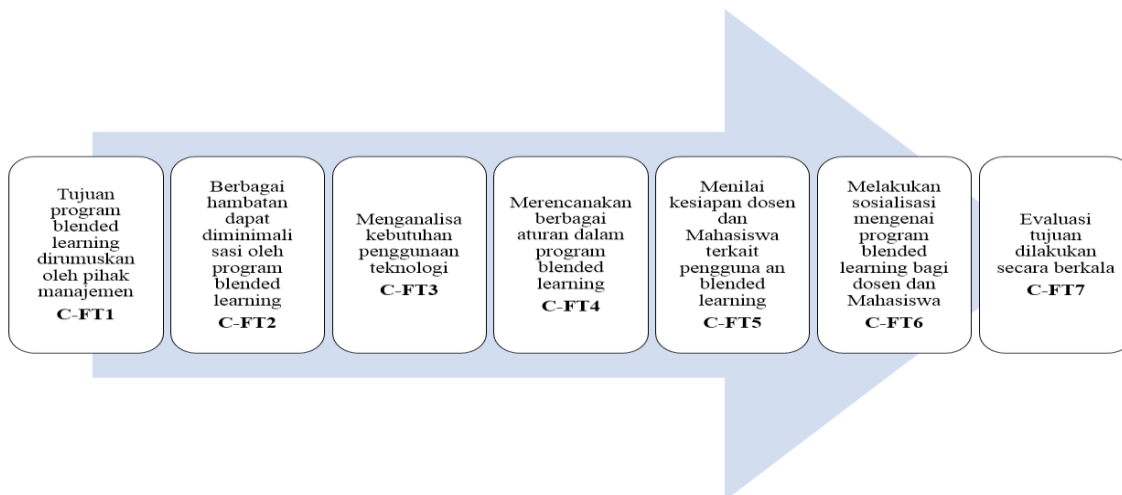 Tujuan
program
blended
learning
dirumuskan
oleh pihak
manajemen
C-FT1
Berbagai
hambatan
dapat
diminimali
sasi oleh
program
blended
learning
C-FT2
Menganalisa
kebutuhan
penggunaan
teknologi
C-FT3
Merencanakan
berbagai
aturan dalam
program
blended
learning
C-FT4
Menilai
kesiapan dosen
dan
Mahasiswa
terkait
pengguna an
blended
learning
C-FT5
Melakukan
sosialisasi
mengenai
program
blended
learning bagi
dosen dan
Mahasiswa
C-FT6
Evaluasi
tujuan
dilakukan
secara berkala
C-FT7